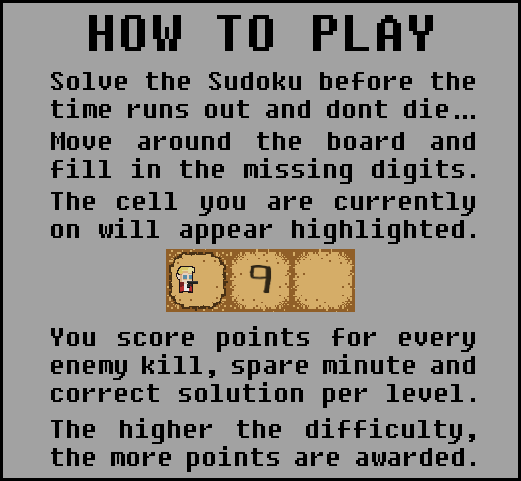 HOW TO PLAY
Solve the Sudoku before the
time runs out and dont die...
Move around the board and
fill in the missing digits.
The cell you are currently
on will appear highlighted.
9
You score points for every
enemy kill, spare minute and
correct solution per level.
The higher the difficulty,
the more points are awarded.